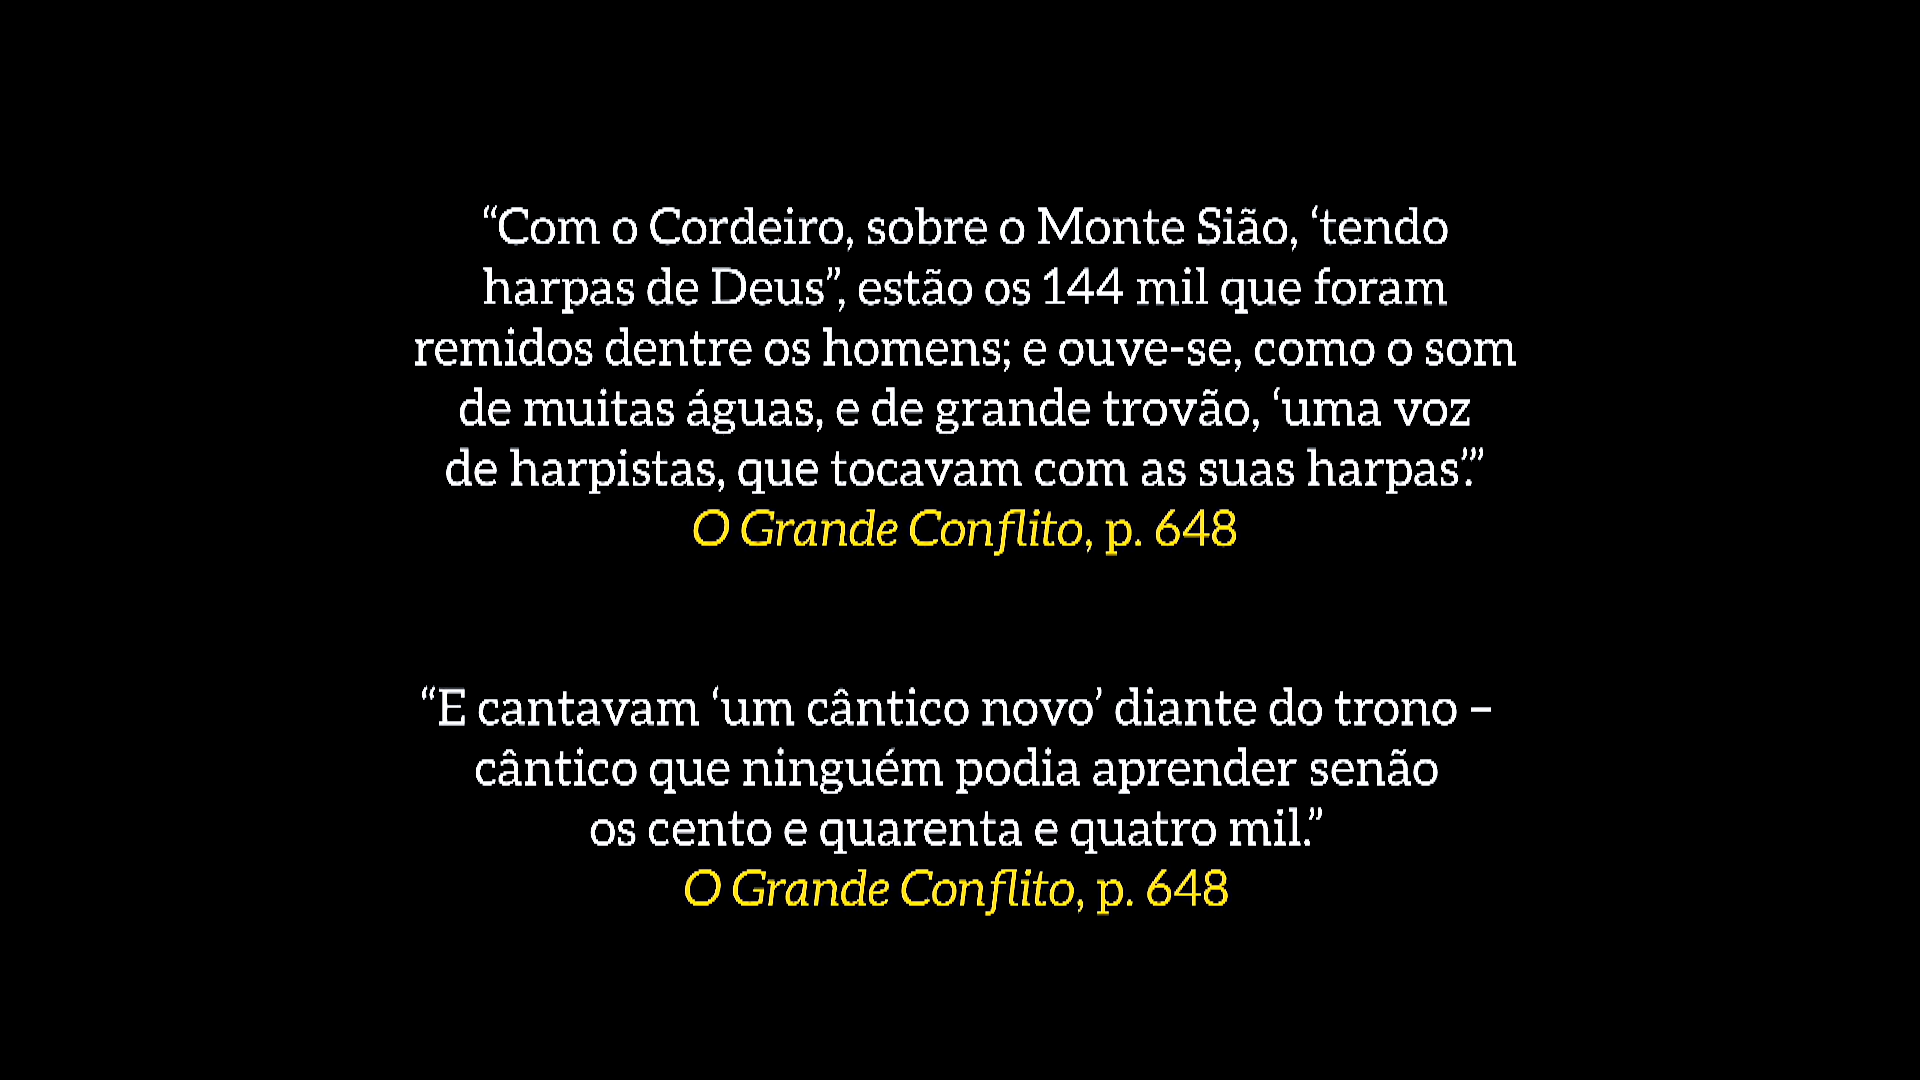 “Com o Cordeiro, sobre o Monte Sião, ‘tendo
harpas de Deus”, estão os 144 mil que foram
remidos dentre os homens; e ouve-se, como o som
de muitas águas, e de grande trovão, ‘uma voz
de harpistas, que tocavam com as suas harpas’.”
O Grande Conflito, p. 648
“E cantavam ‘um cântico novo’ diante do trono –
cântico que ninguém podia aprender senão
os cento e quarenta e quatro mil.”
O Grande Conflito, p. 648